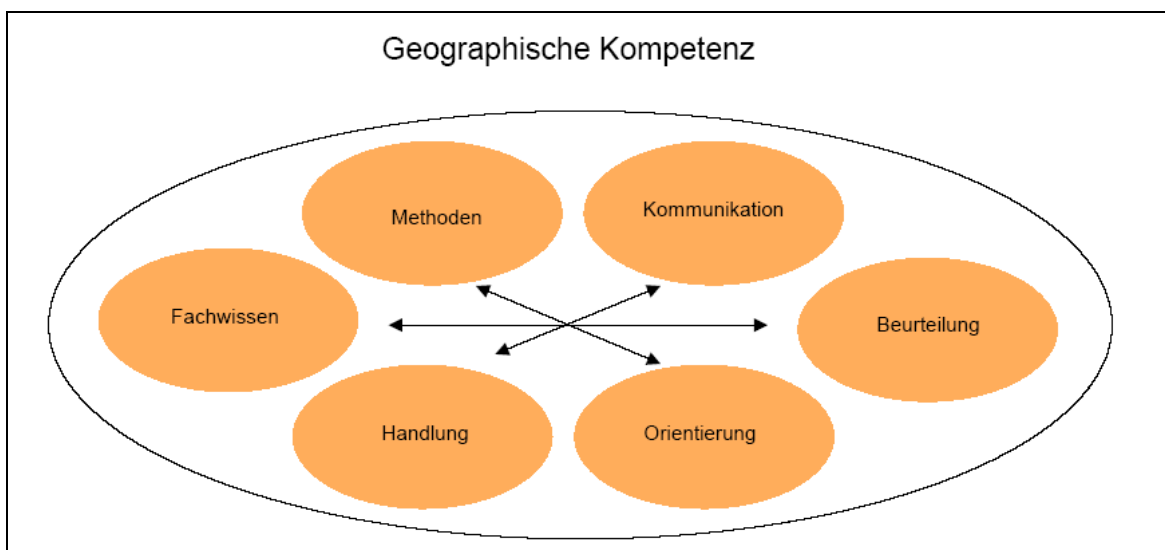 Geographische Kompetenz
Methoden
Kommunikation
Fachwissen
Beurteilung
Handlung
Orientierung